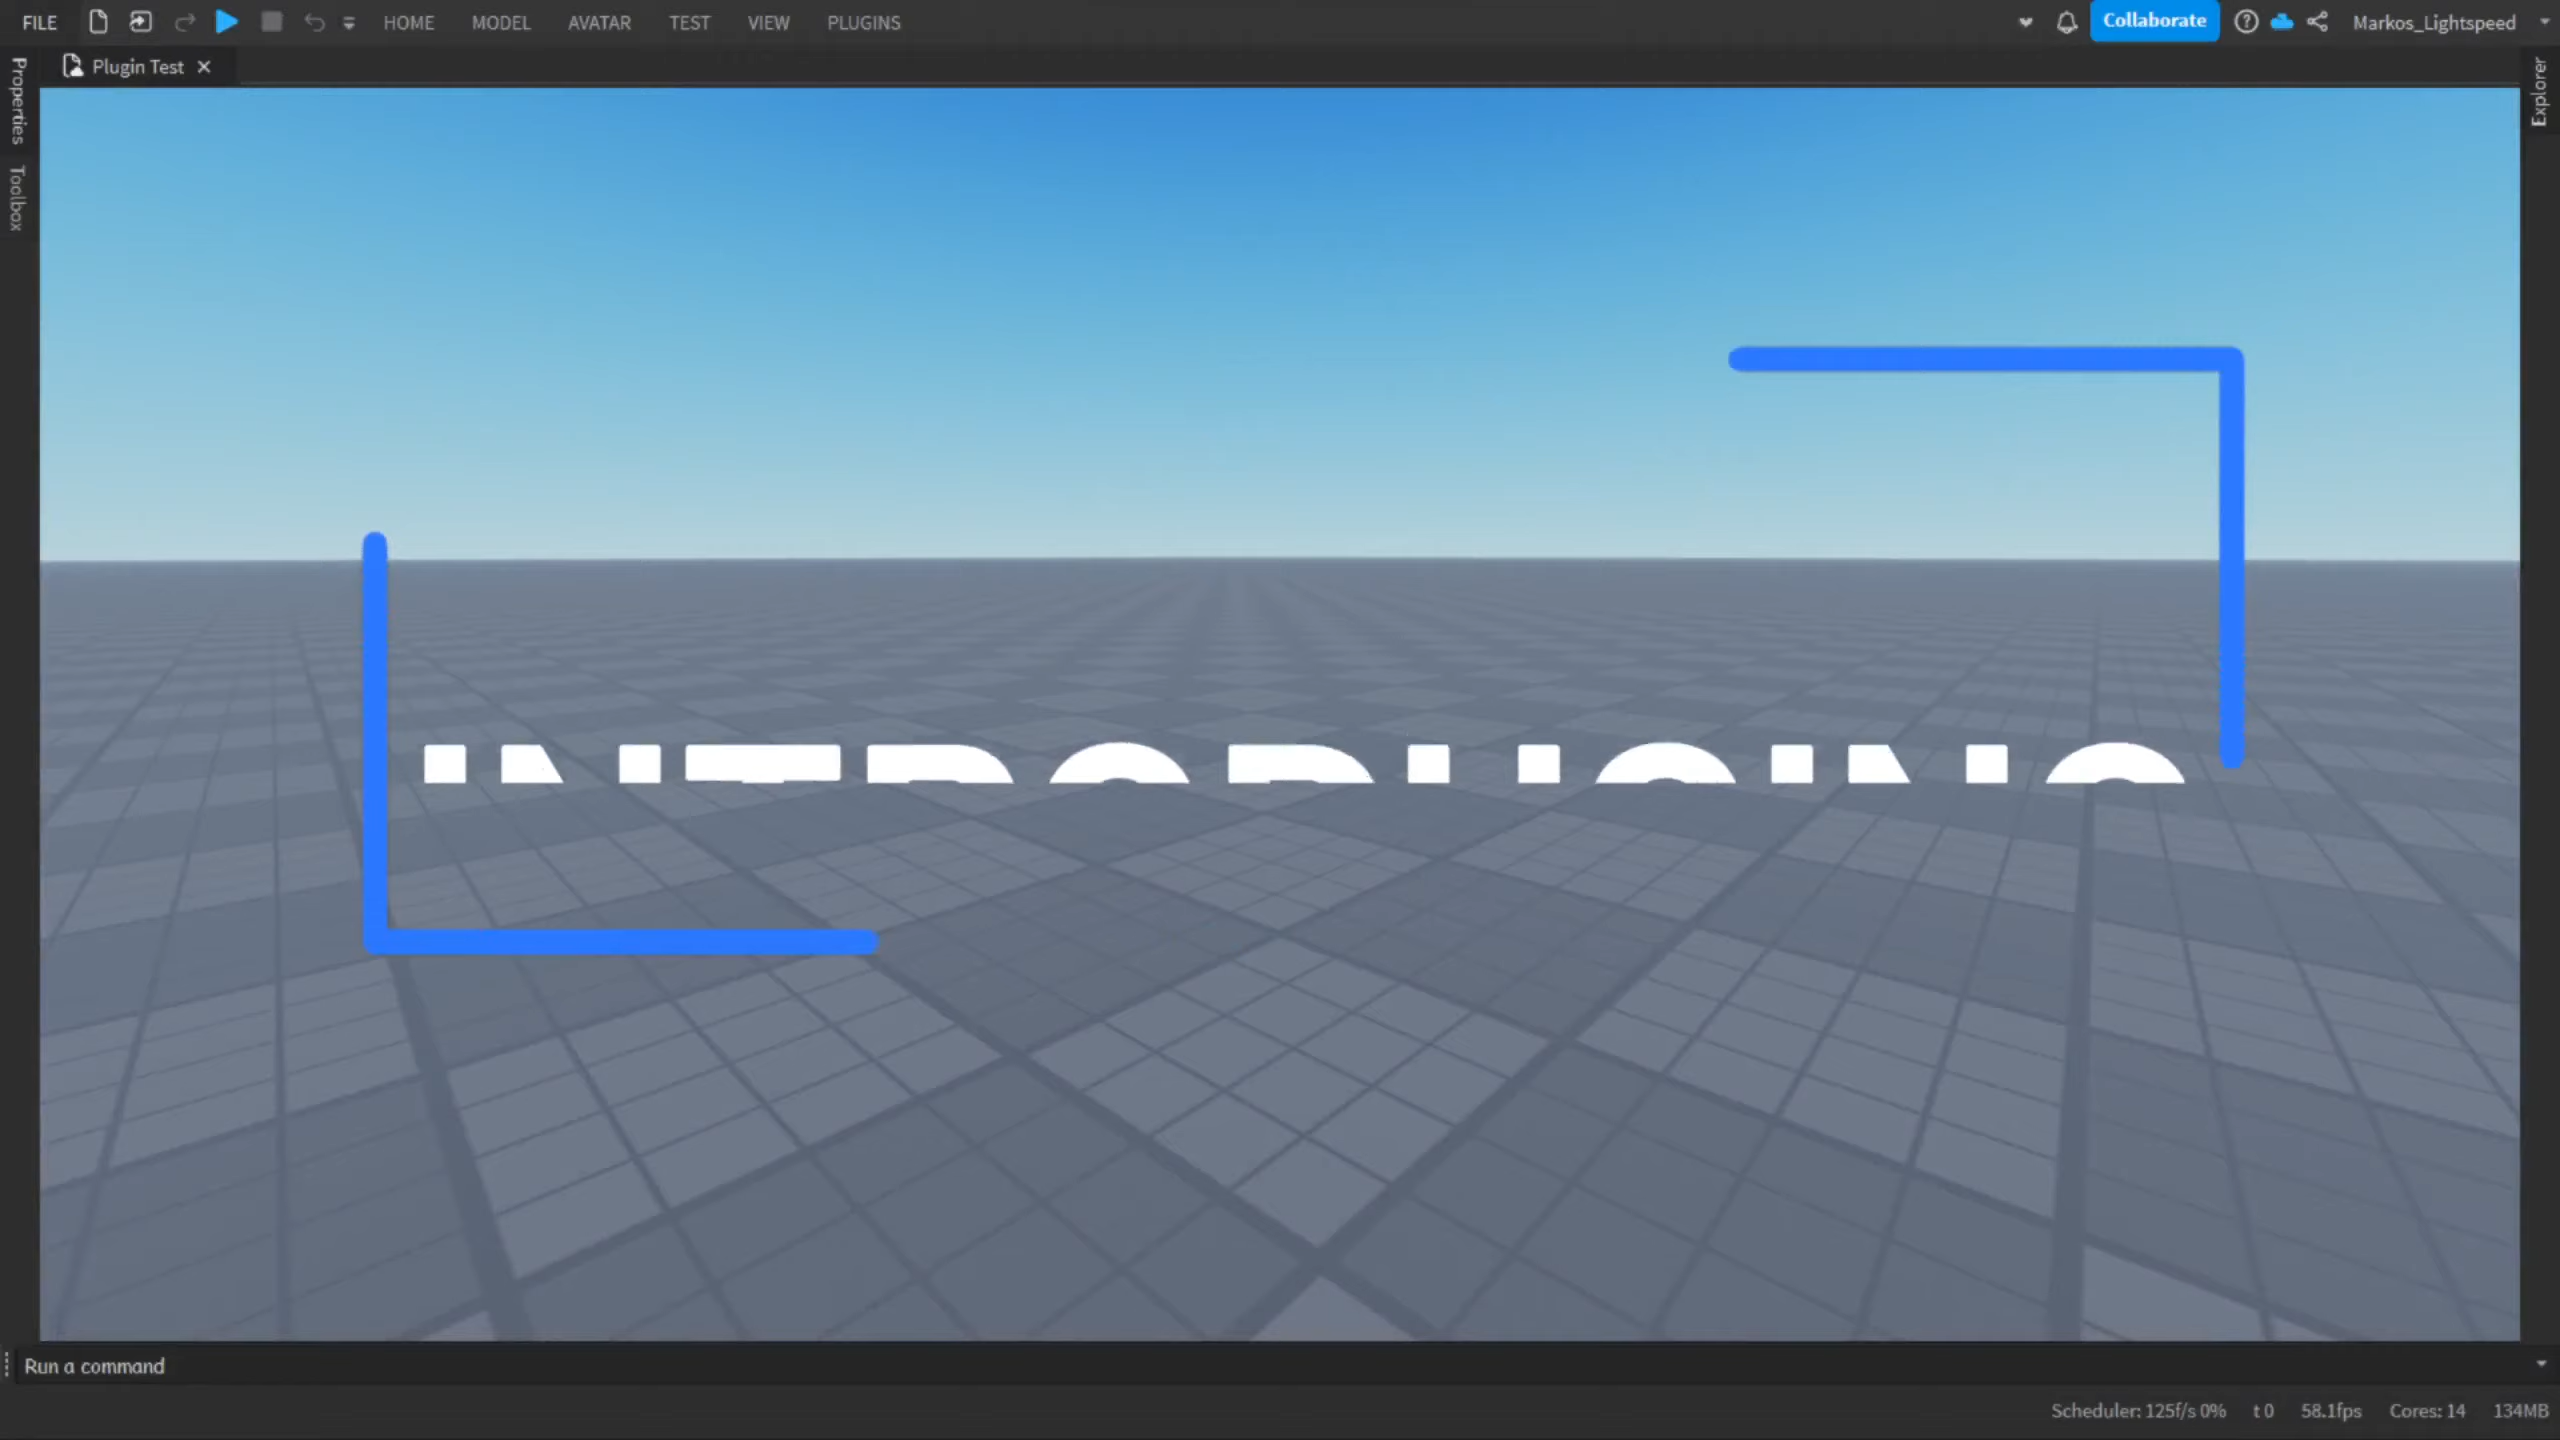 FILE HOME MODEL AVATAR TEST VIEW PLUGINS Collaborate Markos_Lightspeed
Plugin Test
Properties
Toolbox
Explorer
INTRODUCING
Run a command
Scheduler: 125f/s 0% t 0 58.1fps Cores: 14 134MB